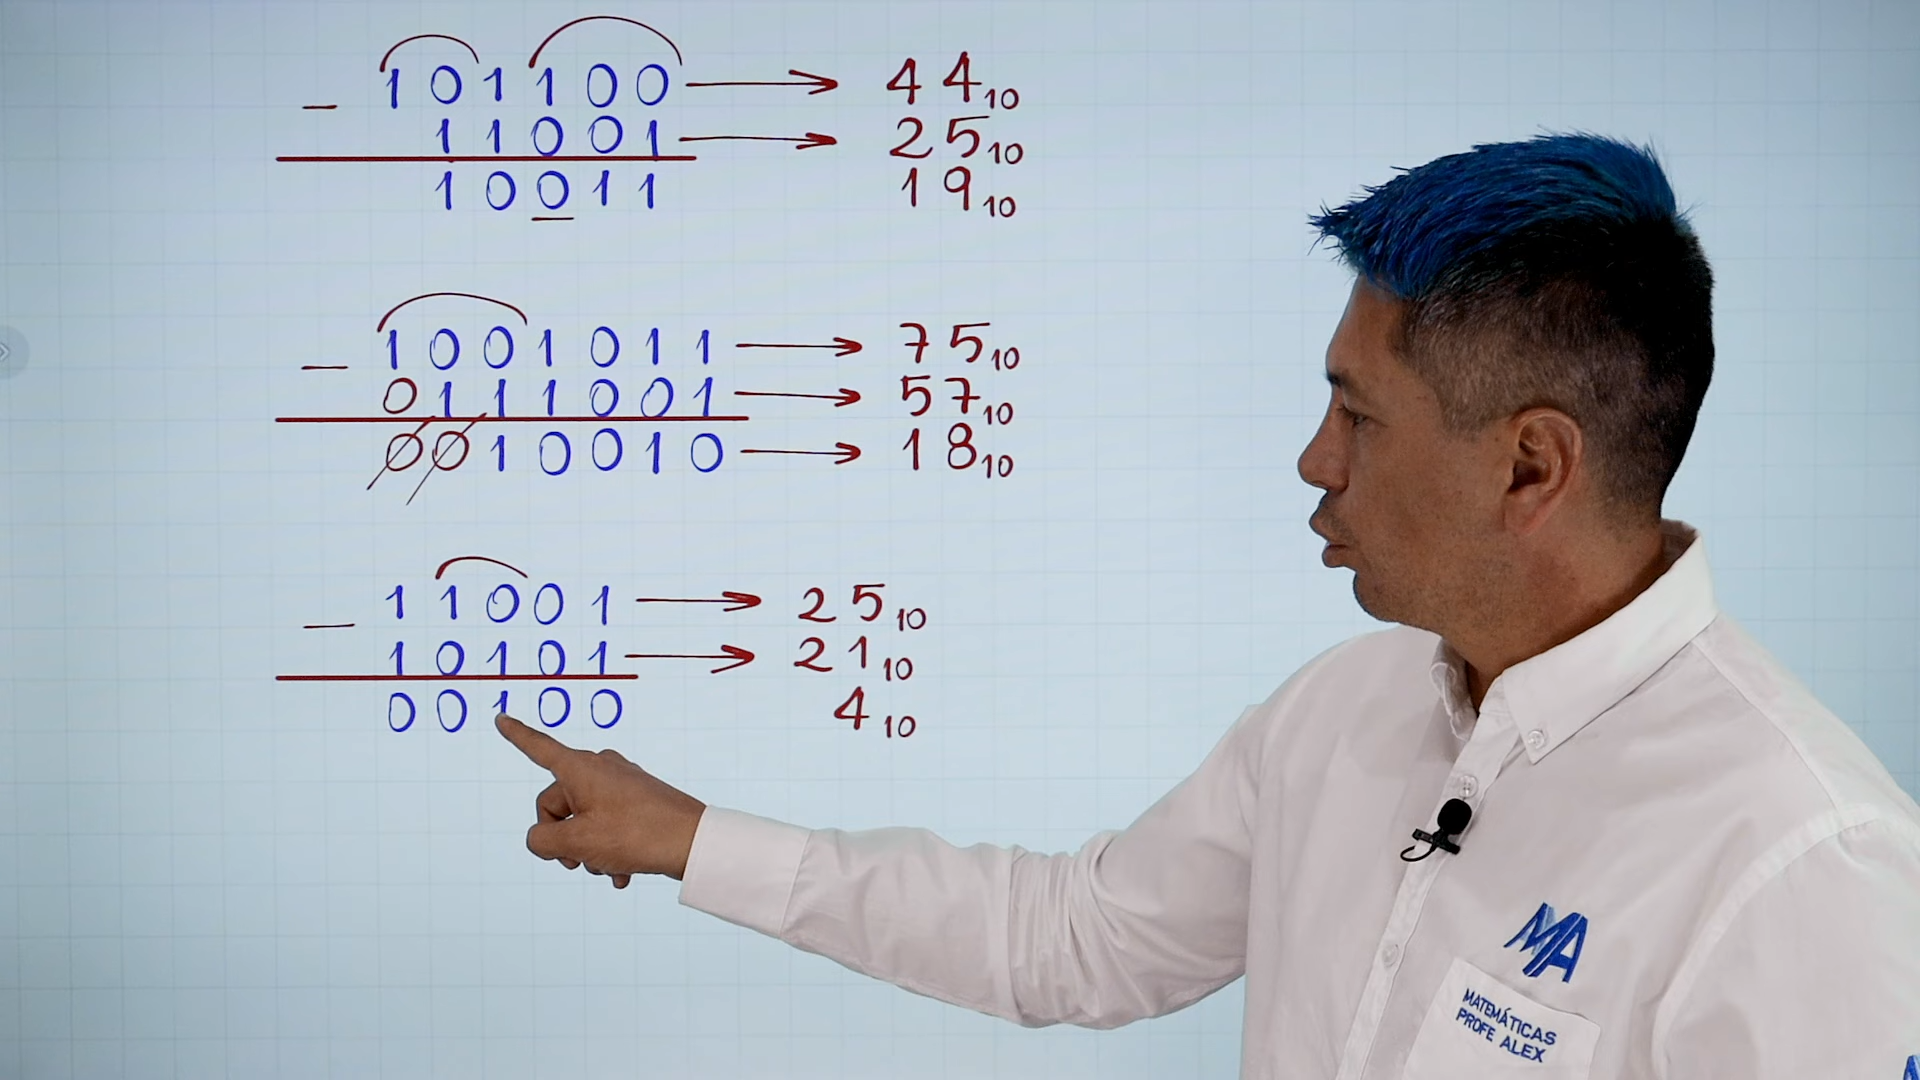 101100 → 44₁₀
− 11001 → 25₁₀
10011 19₁₀
1001011 → 75₁₀
− 0111001 → 57₁₀
0010010 → 18₁₀
11001 → 25₁₀
− 10101 → 21₁₀
00100 4₁₀
MA
MATEMÁTICAS
PROFE ALEX